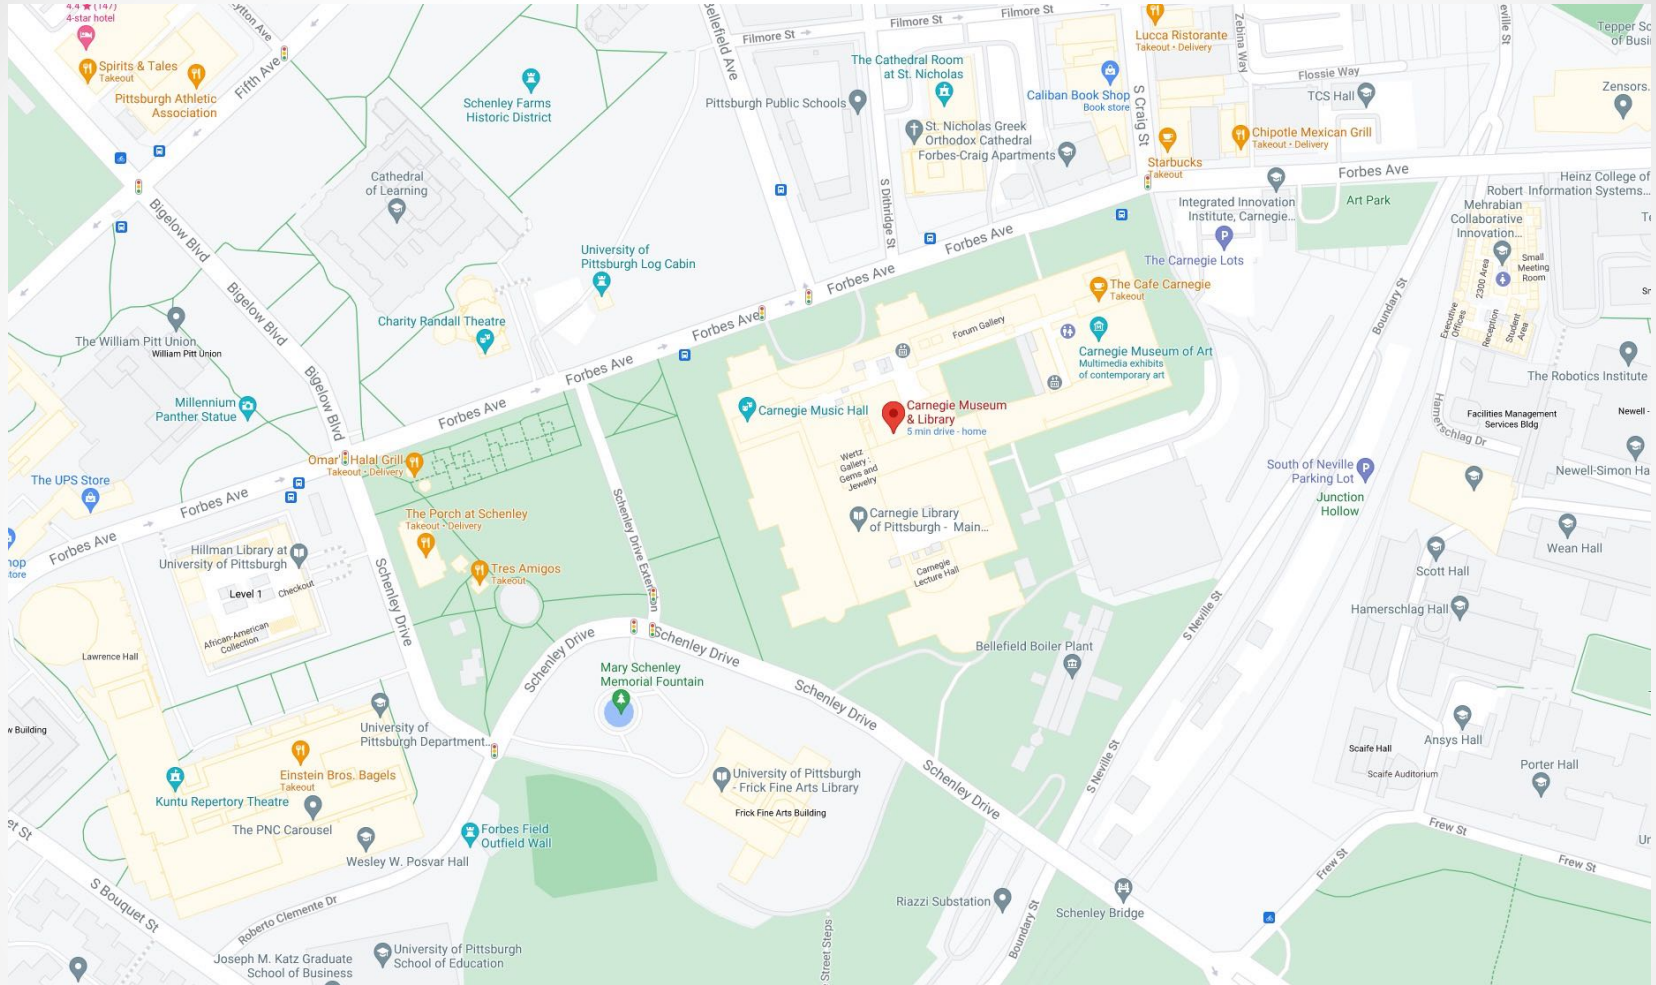 4.4 ★ (147)
4-star hotel
Spirits & Tales
Takeout
Pittsburgh Athletic
Association
Fifth Ave
Schenley Farms
Historic District
Bellefield Ave
Filmore St
Filmore St
Pittsburgh Public Schools
The Cathedral Room
at St. Nicholas
St. Nicholas Greek
Orthodox Cathedral
Forbes-Craig Apartments
Lucca Ristorante
Takeout • Delivery
Caliban Book Shop
Book store
S Craig St
Zebina Way
Flossie Way
TCS Hall
Chipotle Mexican Grill
Takeout • Delivery
Starbucks
Takeout
eville St
Tepper Sc
of Busi
Zensors.
Forbes Ave
Heinz College of
Information Systems...
Robert
Mehrabian
Collaborative
Innovation...
Art Park
Integrated Innovation
Institute, Carnegie...
The Carnegie Lots
Small
Meeting
Room
2300 Area
Executive
Offices
Reception
Student
Area
The Robotics Institute
Cathedral
of Learning
Bigelow Blvd
Bigelow Blvd
Bigelow Blvd
University of
Pittsburgh Log Cabin
S Dithridge St
Forbes Ave
Forbes Ave
Forbes Ave
Forbes Ave
Forbes Ave
Forbes Ave
Forbes Ave
Forbes Ave
Charity Randall Theatre
The William Pitt Union
William Pitt Union
Millennium
Panther Statue
The UPS Store
The Cafe Carnegie
Takeout
Forum Gallery
Carnegie Museum of Art
Multimedia exhibits
of contemporary art
Carnegie Music Hall
Carnegie Museum
& Library
5 min drive - home
Wertz
Gallery :
Gems and
Jewelry
Carnegie Library
of Pittsburgh - Main...
Carnegie
Lecture Hall
Boundary St
Hamerschlag Dr
Facilities Management
Services Bldg
Newell -
Newell-Simon Ha
South of Neville
Parking Lot
Junction
Hollow
Wean Hall
Scott Hall
Hamerschlag Hall
Omar's Halal Grill
Takeout • Delivery
The Porch at Schenley
Takeout • Delivery
Tres Amigos
Takeout
Schenley Drive Extension
Hillman Library at
University of Pittsburgh
Level 1
Checkout
African-American
Collection
Lawrence Hall
Schenley Drive
Schenley Drive
Schenley Drive
Schenley Drive
Schenley Drive
Mary Schenley
Memorial Fountain
S Neville St
S Neville St
Bellefield Boiler Plant
w Building
University of
Pittsburgh Department...
Einstein Bros. Bagels
Takeout
Kuntu Repertory Theatre
The PNC Carousel
Wesley W. Posvar Hall
Forbes Field
Outfield Wall
University of Pittsburgh
- Frick Fine Arts Library
Frick Fine Arts Building
Ansys Hall
Scaife Hall
Scaife Auditorium
Porter Hall
Frew St
Frew St
Frew St
S Bouquet St
Roberto Clemente Dr
Joseph M. Katz Graduate
School of Business
University of Pittsburgh
School of Education
Street Steps
Riazzi Substation
Boundary St
Schenley Bridge